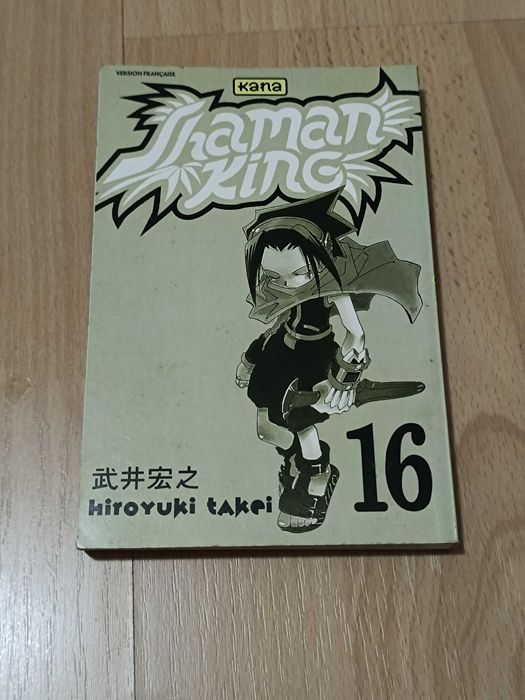 VERSION FRANÇAISE
Kana
Shaman
King
武井宏之
Hiroyuki Takei
16